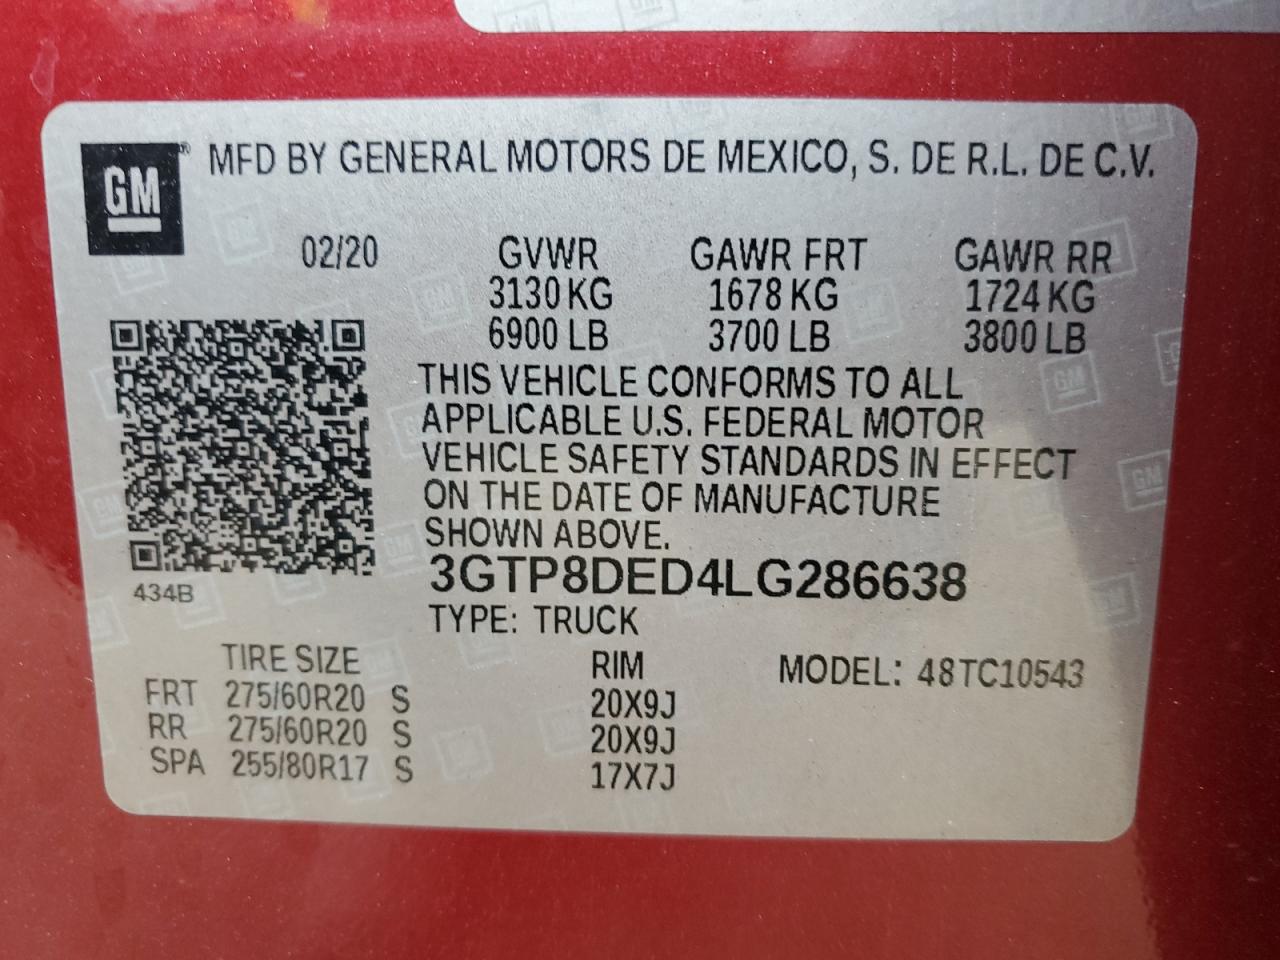 GM® MFD BY GENERAL MOTORS DE MEXICO, S. DE R.L. DE C.V.
02/20 GVWR GAWR FRT GAWR RR
3130 KG 1678 KG 1724 KG
6900 LB 3700 LB 3800 LB
THIS VEHICLE CONFORMS TO ALL
APPLICABLE U.S. FEDERAL MOTOR
VEHICLE SAFETY STANDARDS IN EFFECT
ON THE DATE OF MANUFACTURE
SHOWN ABOVE.
3GTP8DED4LG286638
434B
TYPE: TRUCK
TIRE SIZE RIM MODEL: 48TC10543
FRT 275/60R20 S 20X9J
RR 275/60R20 S 20X9J
SPA 255/80R17 S 17X7J